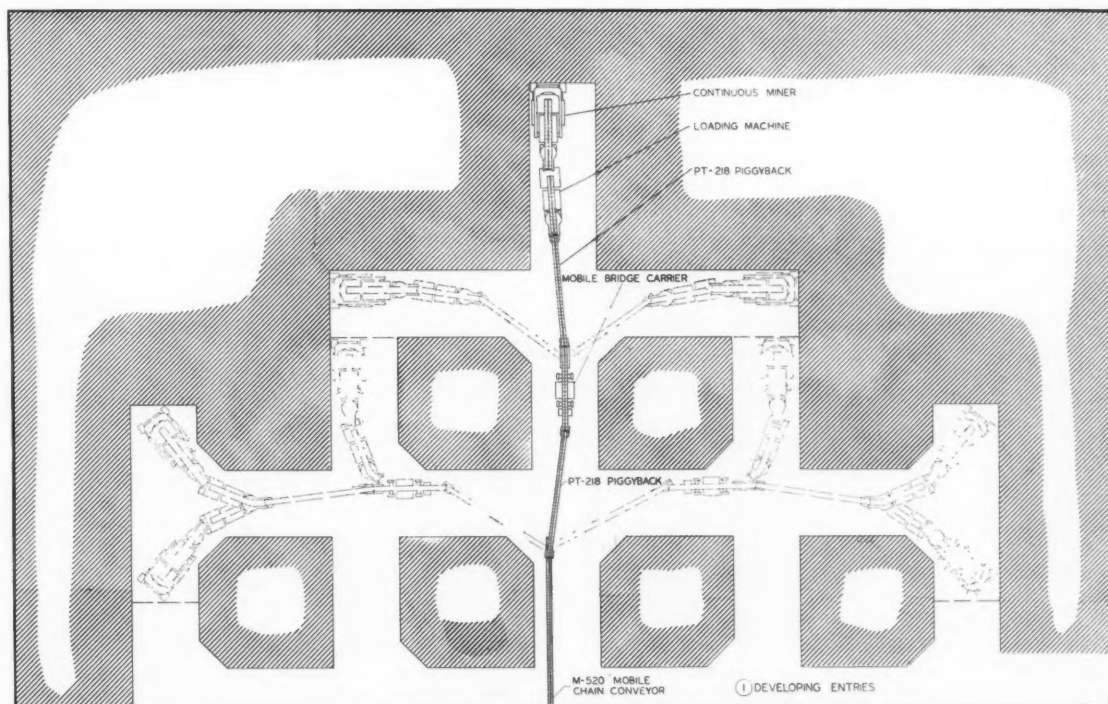 CONTINUOUS MINER
LOADING MACHINE
PT-218 PIGGYBACK
MOBILE BRIDGE CARRIER
PT-218 PIGGYBACK
M-520 MOBILE
CHAIN CONVEYOR
1 DEVELOPING ENTRIES